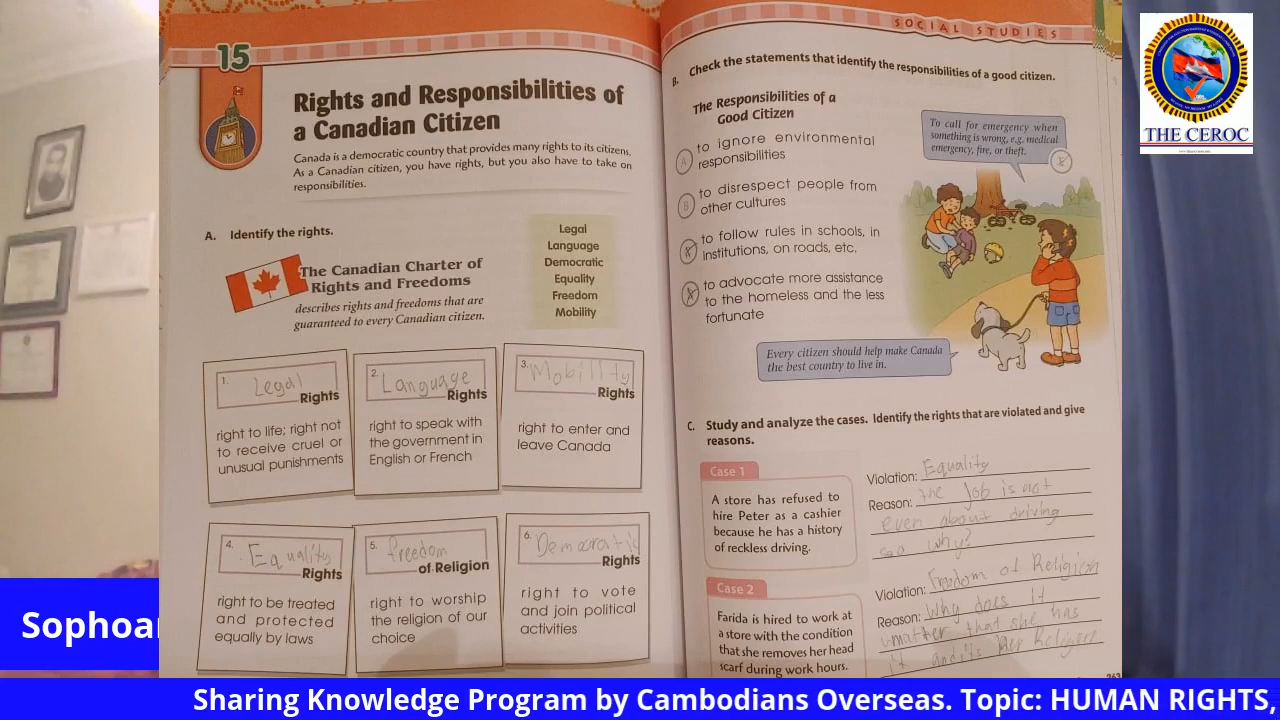 15
Rights and Responsibilities of
a Canadian Citizen
Canada is a democratic country that provides many rights to its citizens.
As a Canadian citizen, you have rights, but you also have to take on
responsibilities.
A. Identify the rights.
The Canadian Charter of
Rights and Freedoms
describes rights and freedoms that are
guaranteed to every Canadian citizen.
Legal
Language
Democratic
Equality
Freedom
Mobility
1. Legal
Rights
right to life; right not
to receive cruel or
unusual punishments
2. Language
Rights
right to speak with
the government in
English or French
3. Mobility
Rights
right to enter and
leave Canada
4. Equality
Rights
right to be treated
and protected
equally by laws
5. freedom
of Religion
right to worship
the religion of our
choice
6. Democratic
Rights
right to vote
and join political
activities
SOCIAL STUDIES
B. Check the statements that identify the responsibilities of a good citizen.
The Responsibilities of a
Good Citizen
A to ignore environmental
responsibilities
B to disrespect people from
other cultures
to follow rules in schools, in
institutions, on roads, etc.
to advocate more assistance
to the homeless and the less
fortunate
To call for emergency when
something is wrong, e.g. medical
emergency, fire, or theft.
Every citizen should help make Canada
the best country to live in.
C. Study and analyze the cases. Identify the rights that are violated and give
reasons.
Case 1
A store has refused to
hire Peter as a cashier
because he has a history
of reckless driving.
Violation: Equality
Reason: the Job is not
even about driving
soo why?
Case 2
Farida is hired to work at
a store with the condition
that she removes her head
scarf during work hours.
Violation: Freedom of Religion
Reason: Why does it
matter that she has
it and its her Religion
263
THE CEROC
Sophoa
Sharing Knowledge Program by Cambodians Overseas. Topic: HUMAN RIGHTS,